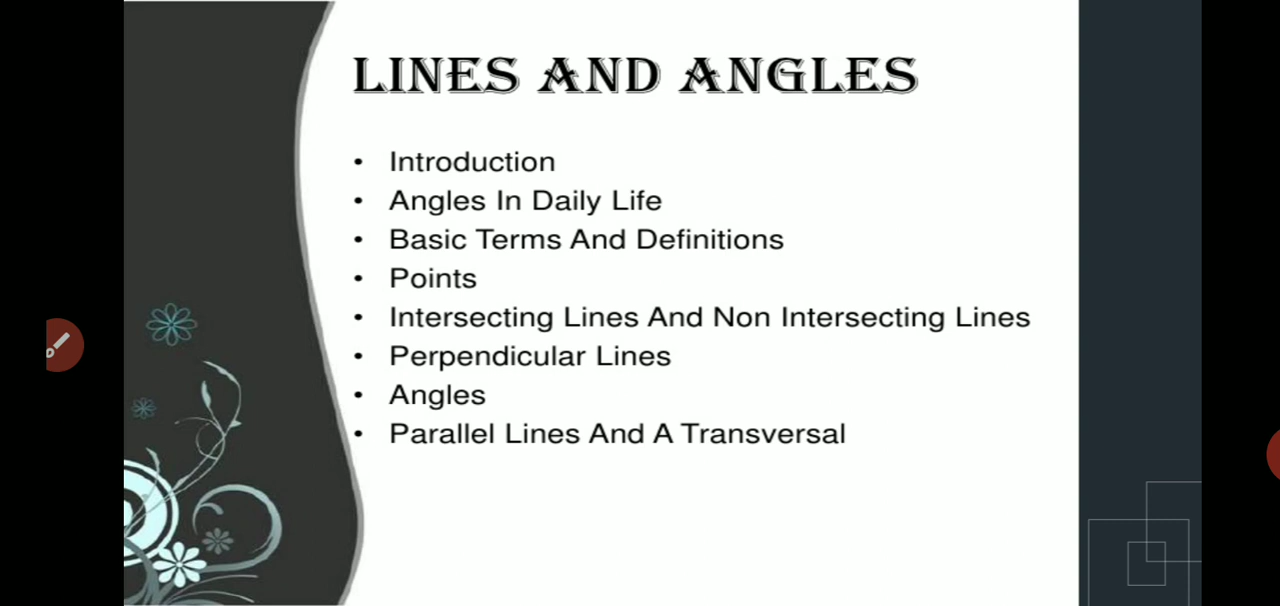 LINES AND ANGLES
• Introduction
• Angles In Daily Life
• Basic Terms And Definitions
• Points
• Intersecting Lines And Non Intersecting Lines
• Perpendicular Lines
• Angles
• Parallel Lines And A Transversal